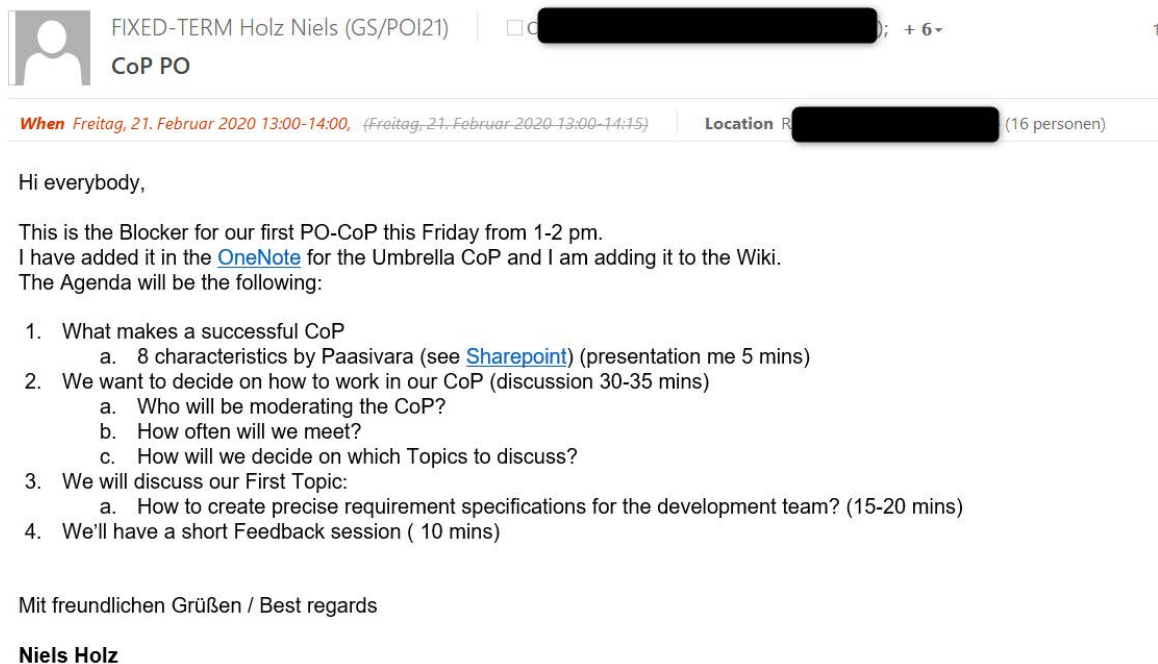 FIXED-TERM Holz Niels (GS/POI21) ); + 6
CoP PO
When Freitag, 21. Februar 2020 13:00-14:00, (Freitag, 21. Februar 2020 13:00-14:15) Location R (16 personen)
Hi everybody,
This is the Blocker for our first PO-CoP this Friday from 1-2 pm.
I have added it in the OneNote for the Umbrella CoP and I am adding it to the Wiki.
The Agenda will be the following:
1. What makes a successful CoP
a. 8 characteristics by Paasivara (see Sharepoint) (presentation me 5 mins)
2. We want to decide on how to work in our CoP (discussion 30-35 mins)
a. Who will be moderating the CoP?
b. How often will we meet?
c. How will we decide on which Topics to discuss?
3. We will discuss our First Topic:
a. How to create precise requirement specifications for the development team? (15-20 mins)
4. We'll have a short Feedback session ( 10 mins)
Mit freundlichen Grüßen / Best regards
Niels Holz